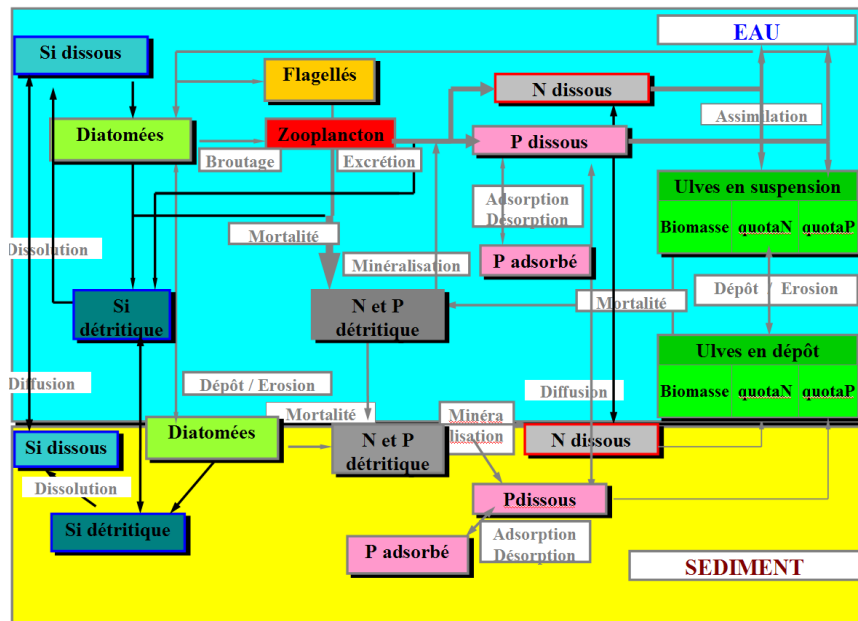 EAU
Si dissous
Flagellés
N dissous
Assimilation
Diatomées
Zooplancton
P dissous
Broutage
Excrétion
Ulves en suspension
Adsorption
Désorption
Biomasse quotaN quotaP
Mortalité
Dissolution
Minéralisation
P adsorbé
Si
détritique
N et P
détritique
Mortalité
Dépôt / Erosion
Ulves en dépôt
Diffusion
Dépôt / Erosion
Diffusion
Biomasse quotaN quotaP
Mortalité
Minéra
lisation
Diatomées
Si dissous
N et P
détritique
N dissous
Dissolution
Pdissous
Si détritique
P adsorbé
Adsorption
Désorption
SEDIMENT